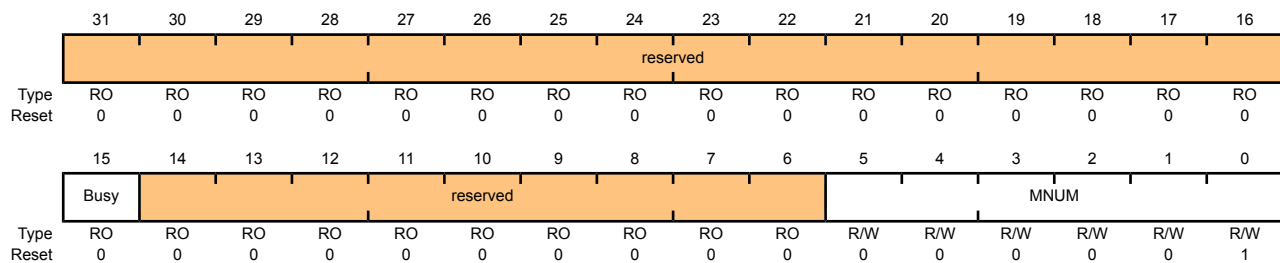 31 30 29 28 27 26 25 24 23 22 21 20 19 18 17 16
reserved
Type RO RO RO RO RO RO RO RO RO RO RO RO RO RO RO RO
Reset 0 0 0 0 0 0 0 0 0 0 0 0 0 0 0 0
15 14 13 12 11 10 9 8 7 6 5 4 3 2 1 0
Busy reserved MNUM
Type RO RO RO RO RO RO RO RO RO RO R/W R/W R/W R/W R/W R/W
Reset 0 0 0 0 0 0 0 0 0 0 0 0 0 0 0 1